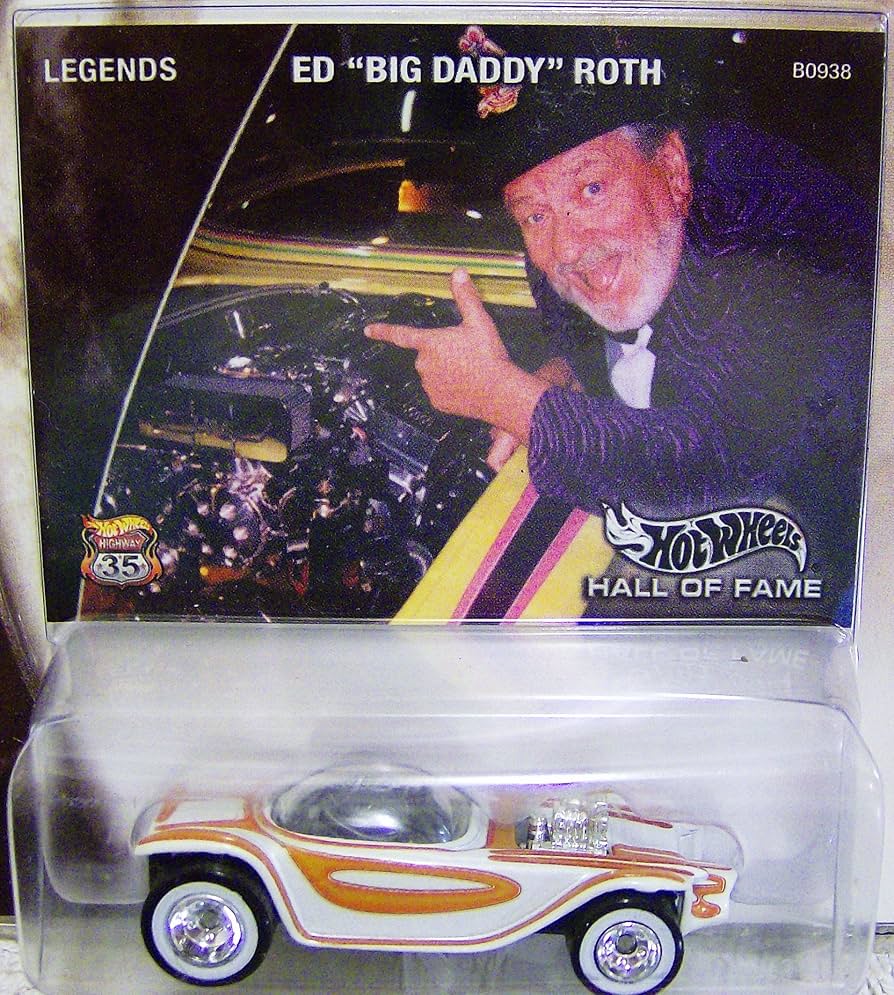 LEGENDS
ED "BIG DADDY" ROTH
B0938
HOT WHEELS
HIGHWAY
35
HOT WHEELS
HALL OF FAME